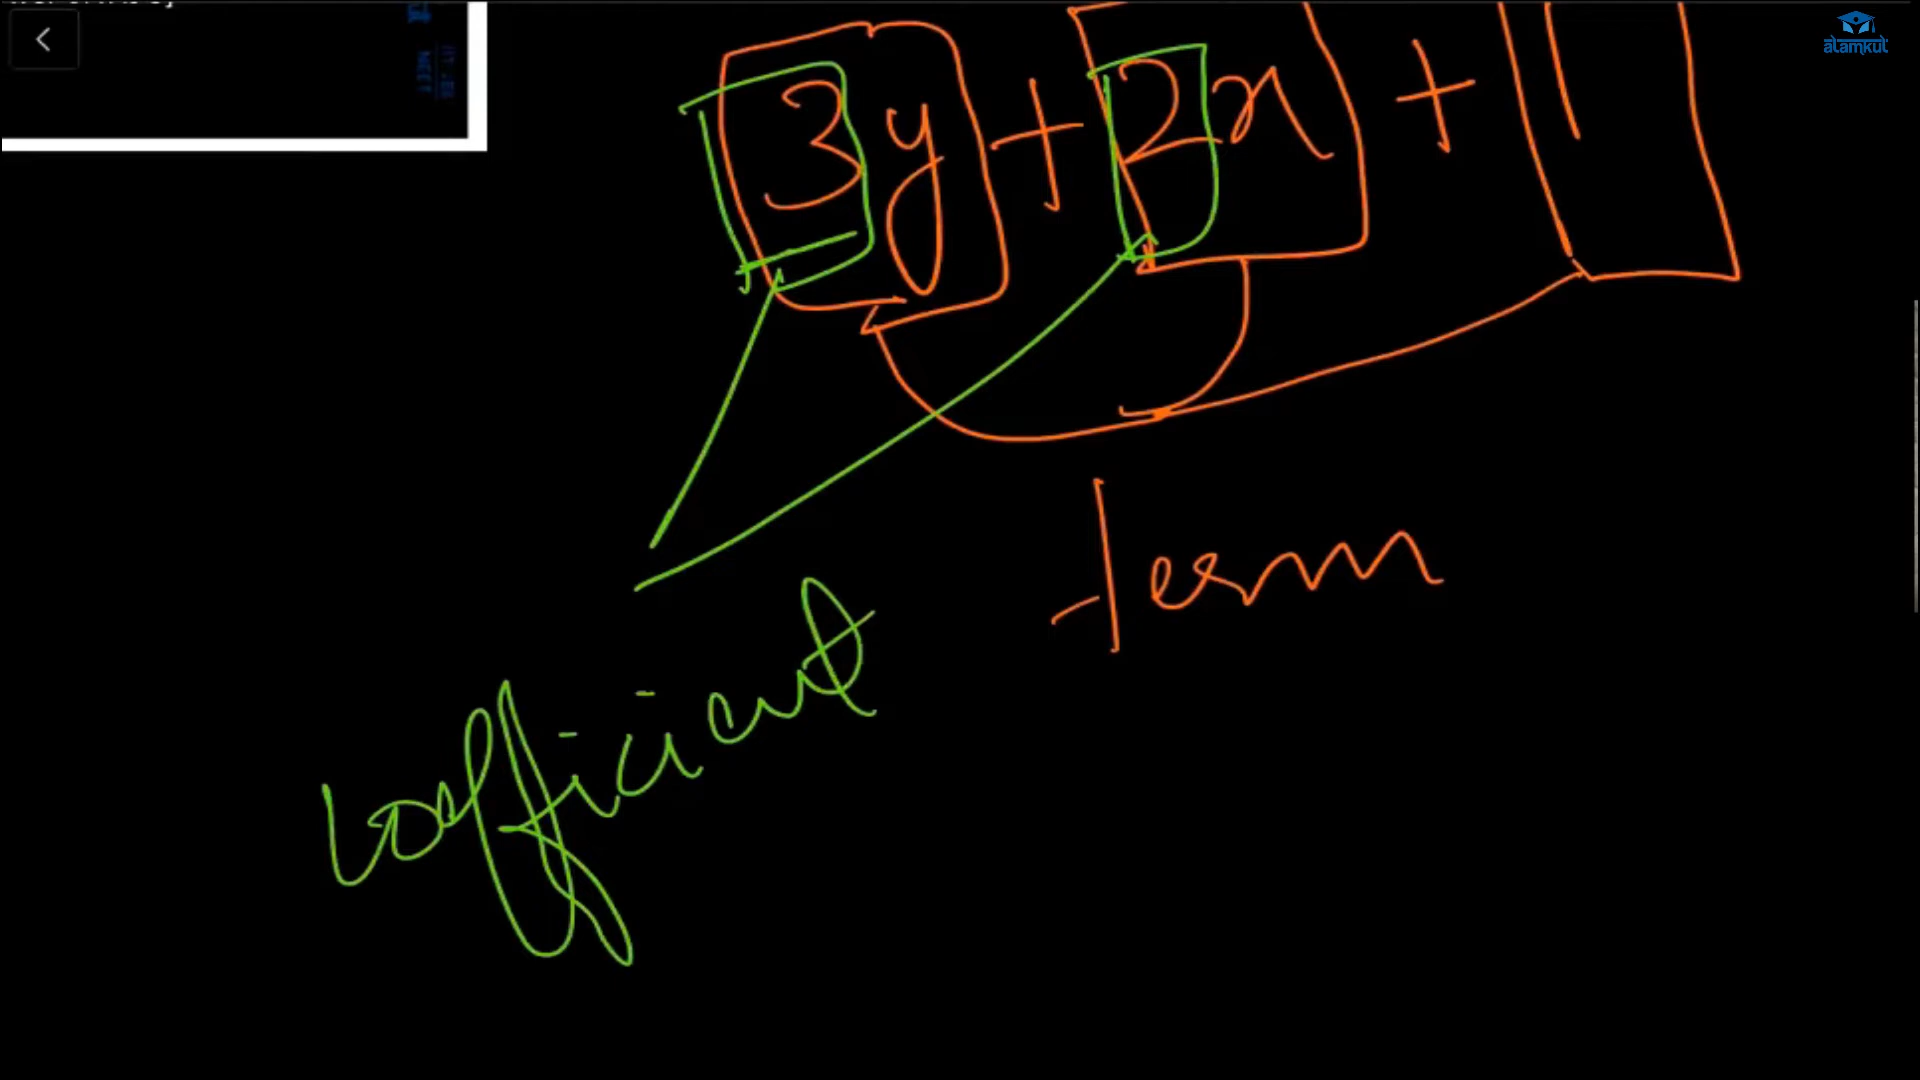 alamkul
3y + 2x + 1
term
coefficient